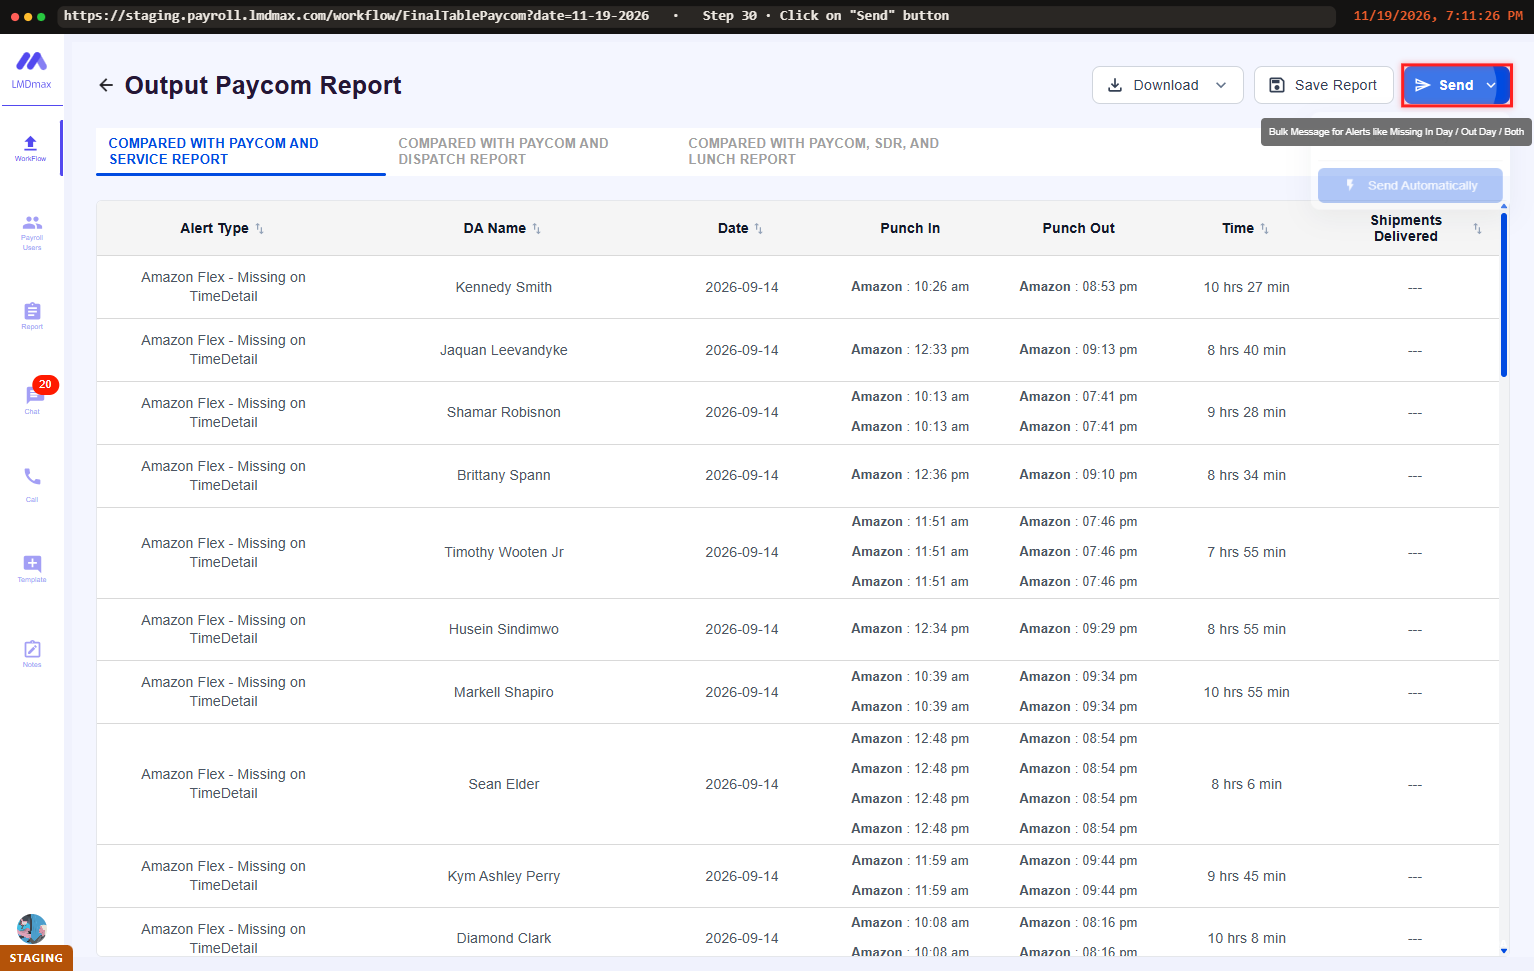 https://staging.payroll.lmdmax.com/workflow/FinalTablePaycom?date=11-19-2026 • Step 30 · Click on "Send" button 11/19/2026, 7:11:26 PM
LMDmax
WorkFlow
Payroll
Users
Report
20
Chat
Call
Template
Notes
STAGING
Output Paycom Report
Download
Save Report
Send
Bulk Message for Alerts like Missing In Day / Out Day / Both
Send Automatically
COMPARED WITH PAYCOM AND
SERVICE REPORT
COMPARED WITH PAYCOM AND
DISPATCH REPORT
COMPARED WITH PAYCOM, SDR, AND
LUNCH REPORT
Alert Type DA Name Date Punch In Punch Out Time Shipments
Delivered
Amazon Flex - Missing on
TimeDetail
Kennedy Smith 2026-09-14 Amazon : 10:26 am Amazon : 08:53 pm 10 hrs 27 min ---
Amazon Flex - Missing on
TimeDetail
Jaquan Leevandyke 2026-09-14 Amazon : 12:33 pm Amazon : 09:13 pm 8 hrs 40 min ---
Amazon Flex - Missing on
TimeDetail
Shamar Robisnon 2026-09-14 Amazon : 10:13 am Amazon : 07:41 pm 9 hrs 28 min ---
Amazon : 10:13 am Amazon : 07:41 pm
Amazon Flex - Missing on
TimeDetail
Brittany Spann 2026-09-14 Amazon : 12:36 pm Amazon : 09:10 pm 8 hrs 34 min ---
Amazon Flex - Missing on
TimeDetail
Timothy Wooten Jr 2026-09-14 Amazon : 11:51 am Amazon : 07:46 pm 7 hrs 55 min ---
Amazon : 11:51 am Amazon : 07:46 pm
Amazon : 11:51 am Amazon : 07:46 pm
Amazon Flex - Missing on
TimeDetail
Husein Sindimwo 2026-09-14 Amazon : 12:34 pm Amazon : 09:29 pm 8 hrs 55 min ---
Amazon Flex - Missing on
TimeDetail
Markell Shapiro 2026-09-14 Amazon : 10:39 am Amazon : 09:34 pm 10 hrs 55 min ---
Amazon : 10:39 am Amazon : 09:34 pm
Amazon Flex - Missing on
TimeDetail
Sean Elder 2026-09-14 Amazon : 12:48 pm Amazon : 08:54 pm 8 hrs 6 min ---
Amazon : 12:48 pm Amazon : 08:54 pm
Amazon : 12:48 pm Amazon : 08:54 pm
Amazon : 12:48 pm Amazon : 08:54 pm
Amazon Flex - Missing on
TimeDetail
Kym Ashley Perry 2026-09-14 Amazon : 11:59 am Amazon : 09:44 pm 9 hrs 45 min ---
Amazon : 11:59 am Amazon : 09:44 pm
Amazon Flex - Missing on
TimeDetail
Diamond Clark 2026-09-14 Amazon : 10:08 am Amazon : 08:16 pm 10 hrs 8 min ---
Amazon : 10:08 am Amazon : 08:16 pm